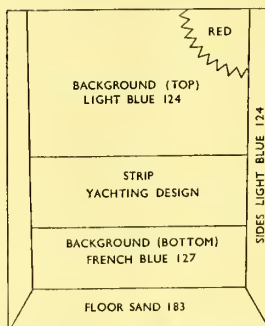 RED
BACKGROUND (TOP)
LIGHT BLUE 124
STRIP
YACHTING DESIGN
BACKGROUND (BOTTOM)
FRENCH BLUE 127
FLOOR SAND 183
SIDES LIGHT BLUE 124